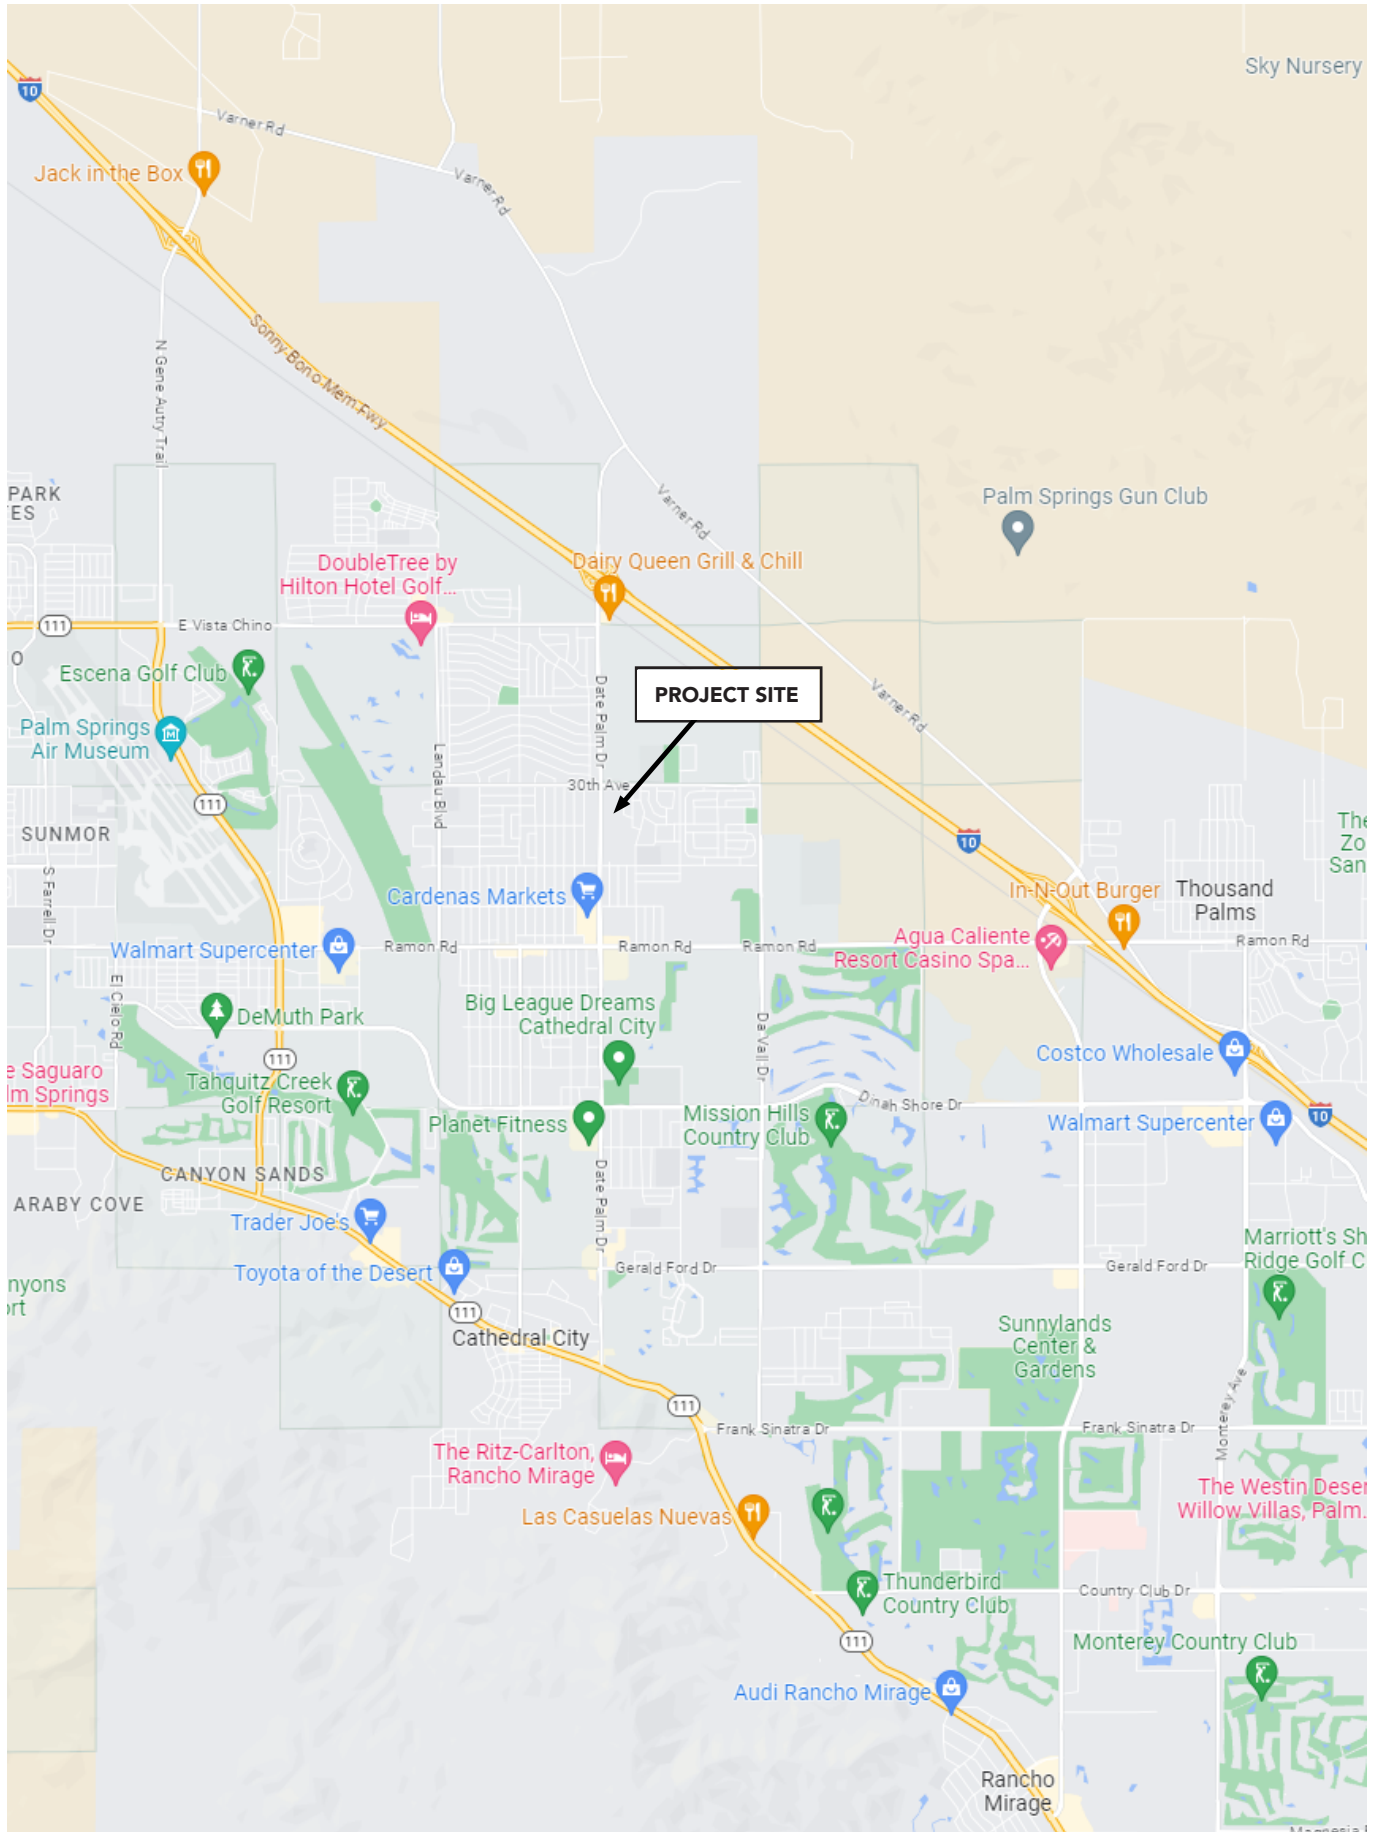 Sky Nursery
10
Varner Rd
Jack in the Box
Varner Rd
Sonny Bono Mem Fwy
N Gene Autry Trail
PARK
ES
Palm Springs Gun Club
Varner Rd
DoubleTree by
Hilton Hotel Golf...
Dairy Queen Grill & Chill
111
E Vista Chino
O
Escena Golf Club
Date Palm Dr
PROJECT SITE
Varner Rd
Palm Springs
Air Museum
M
Landau Blvd
30th Ave
111
SUNMOR
10
The
Zo
San
S Farrell Dr
Cardenas Markets
In-N-Out Burger
Thousand
Palms
Walmart Supercenter
Ramon Rd
Ramon Rd
Ramon Rd
Agua Caliente
Resort Casino Spa...
Ramon Rd
El Cielo Rd
DeMuth Park
Big League Dreams
Cathedral City
Da Vall Dr
111
Costco Wholesale
e Saguaro
lm Springs
Tahquitz Creek
Golf Resort
Planet Fitness
Mission Hills
Country Club
Dinah Shore Dr
10
Walmart Supercenter
CANYON SANDS
Date Palm Dr
ARABY COVE
Trader Joe's
Marriott's Sh
Ridge Golf C
Toyota of the Desert
Gerald Ford Dr
Gerald Ford Dr
nyons
ort
111
Cathedral City
Sunnylands
Center &
Gardens
Monterey Ave
111
Frank Sinatra Dr
Frank Sinatra Dr
The Ritz-Carlton,
Rancho Mirage
The Westin Deser
Willow Villas, Palm...
Las Casuelas Nuevas
Thunderbird
Country Club
Country Club Dr
111
Monterey Country Club
Audi Rancho Mirage
Rancho
Mirage